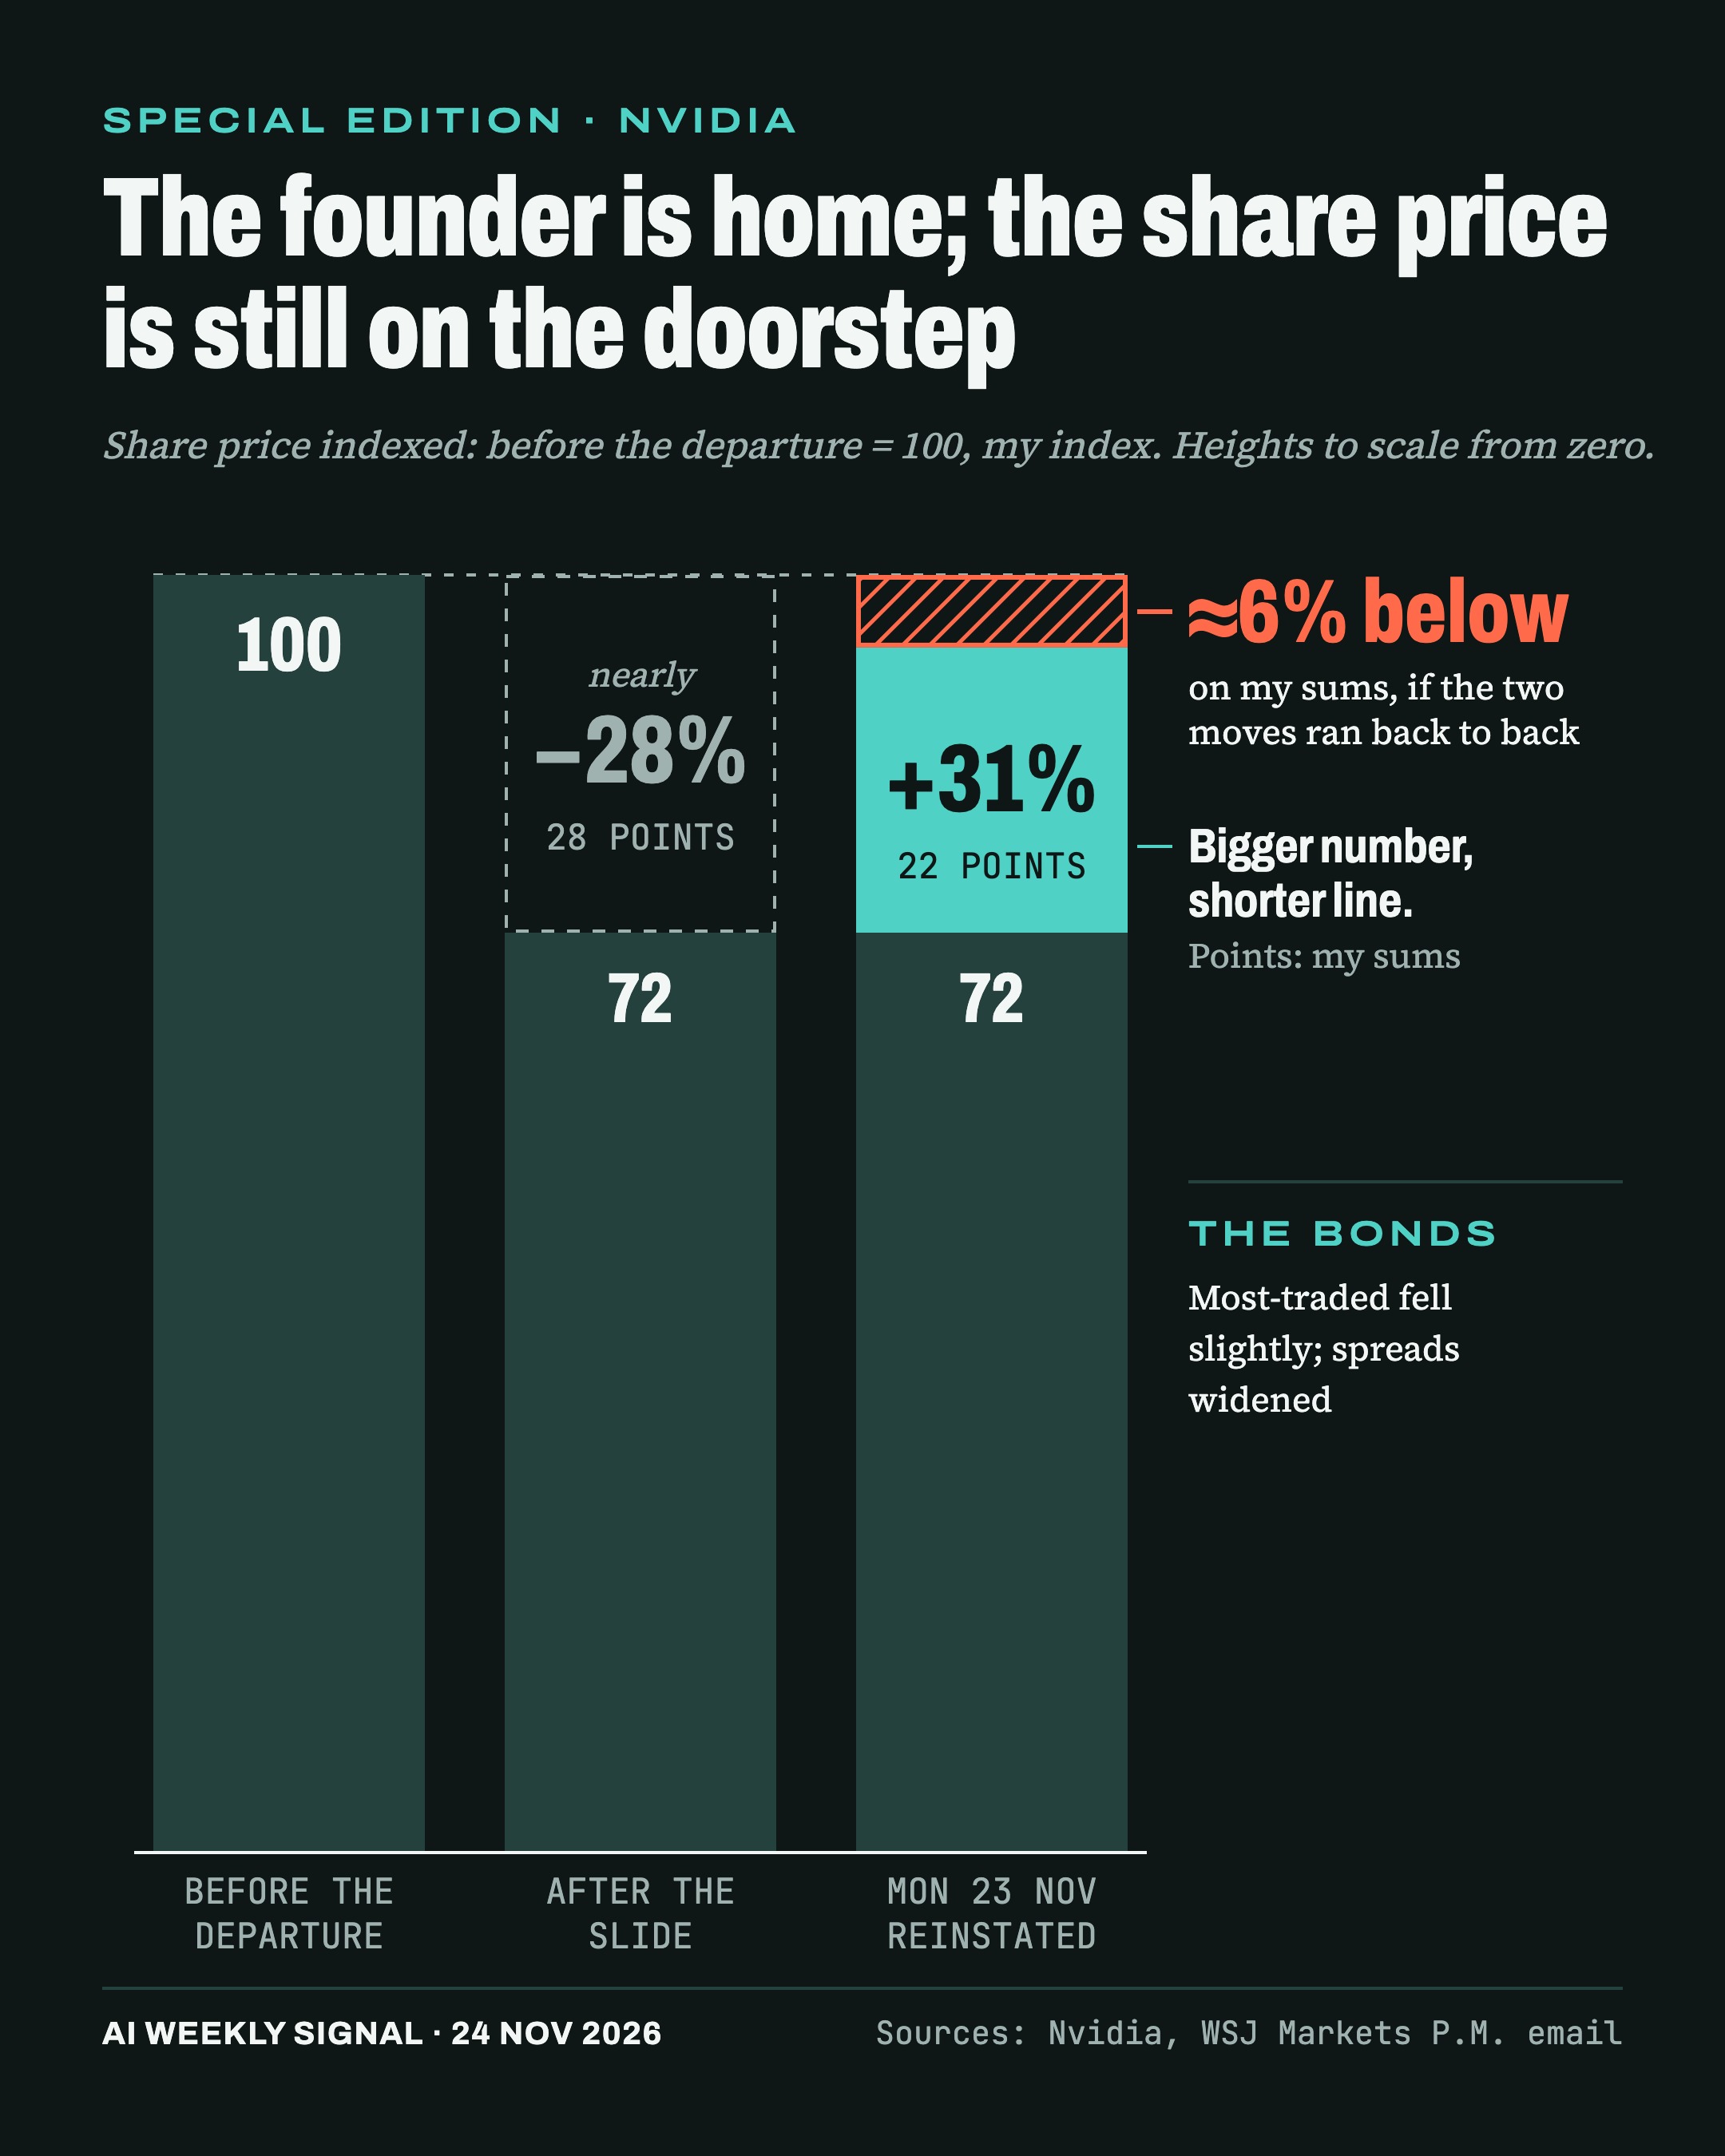 SPECIAL EDITION · NVIDIA
The founder is home; the share price
is still on the doorstep
Share price indexed: before the departure = 100, my index. Heights to scale from zero.
100
nearly
–28%
28 POINTS
72
+31%
22 POINTS
72
≈6% below
on my sums, if the two
moves ran back to back
Bigger number,
shorter line.
Points: my sums
THE BONDS
Most-traded fell
slightly; spreads
widened
BEFORE THE
DEPARTURE
AFTER THE
SLIDE
MON 23 NOV
REINSTATED
AI WEEKLY SIGNAL · 24 NOV 2026
Sources: Nvidia, WSJ Markets P.M. email